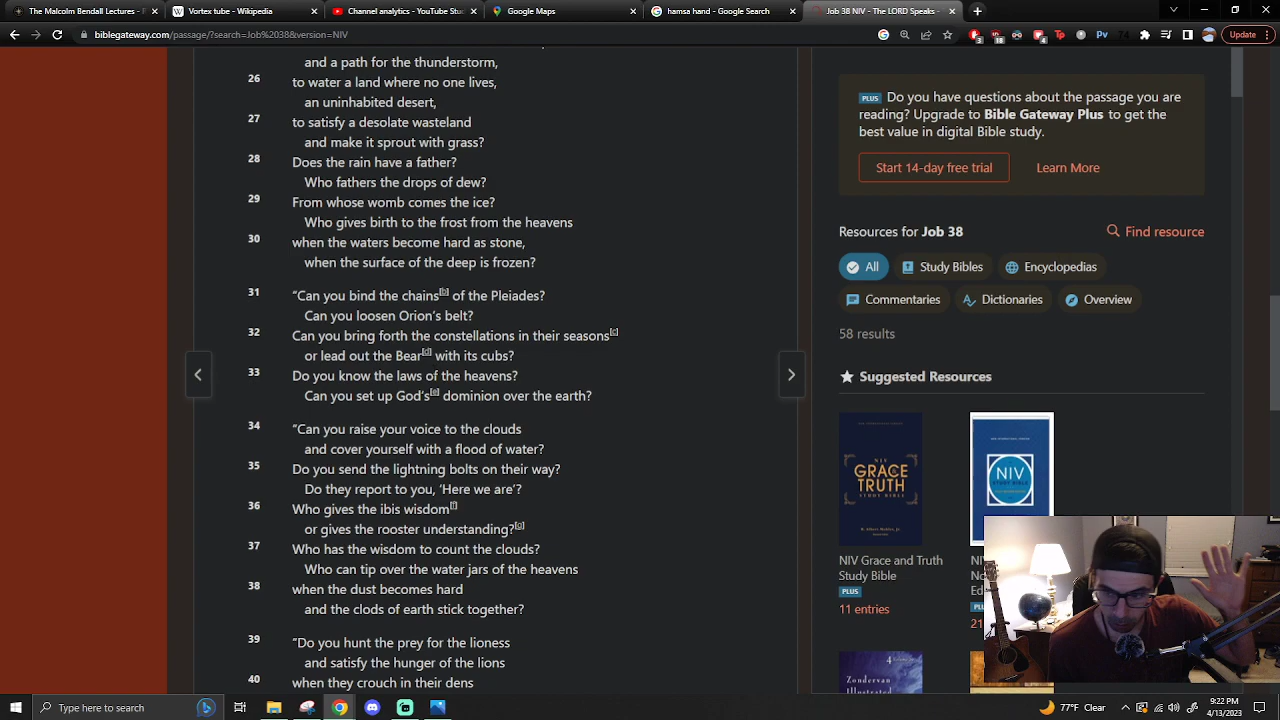 The Malcolm Bendall Lectures - F
Vortex tube - Wikipedia
Channel analytics - YouTube Stu
Google Maps
hamsa hand - Google Search
Job 38 NIV - The LORD Speaks -
biblegateway.com/passage/?search=Job%2038&version=NIV
Update
and a path for the thunderstorm,
26 to water a land where no one lives,
an uninhabited desert,
27 to satisfy a desolate wasteland
and make it sprout with grass?
28 Does the rain have a father?
Who fathers the drops of dew?
29 From whose womb comes the ice?
Who gives birth to the frost from the heavens
30 when the waters become hard as stone,
when the surface of the deep is frozen?
31 “Can you bind the chains[b] of the Pleiades?
Can you loosen Orion’s belt?
32 Can you bring forth the constellations in their seasons[c]
or lead out the Bear[d] with its cubs?
33 Do you know the laws of the heavens?
Can you set up God’s[e] dominion over the earth?
34 “Can you raise your voice to the clouds
and cover yourself with a flood of water?
35 Do you send the lightning bolts on their way?
Do they report to you, ‘Here we are’?
36 Who gives the ibis wisdom[f]
or gives the rooster understanding?[g]
37 Who has the wisdom to count the clouds?
Who can tip over the water jars of the heavens
38 when the dust becomes hard
and the clods of earth stick together?
39 “Do you hunt the prey for the lioness
and satisfy the hunger of the lions
40 when they crouch in their dens
PLUS Do you have questions about the passage you are
reading? Upgrade to Bible Gateway Plus to get the
best value in digital Bible study.
Start 14-day free trial
Learn More
Resources for Job 38
Find resource
All
Study Bibles
Encyclopedias
Commentaries
Dictionaries
Overview
58 results
Suggested Resources
NIV
GRACE
TRUTH
STUDY BIBLE
NIV
STUDY BIBLE
NIV Grace and Truth
Study Bible
PLUS
11 entries
Zondervan
Illustrated
Type here to search
77°F Clear
9:22 PM
4/13/2023